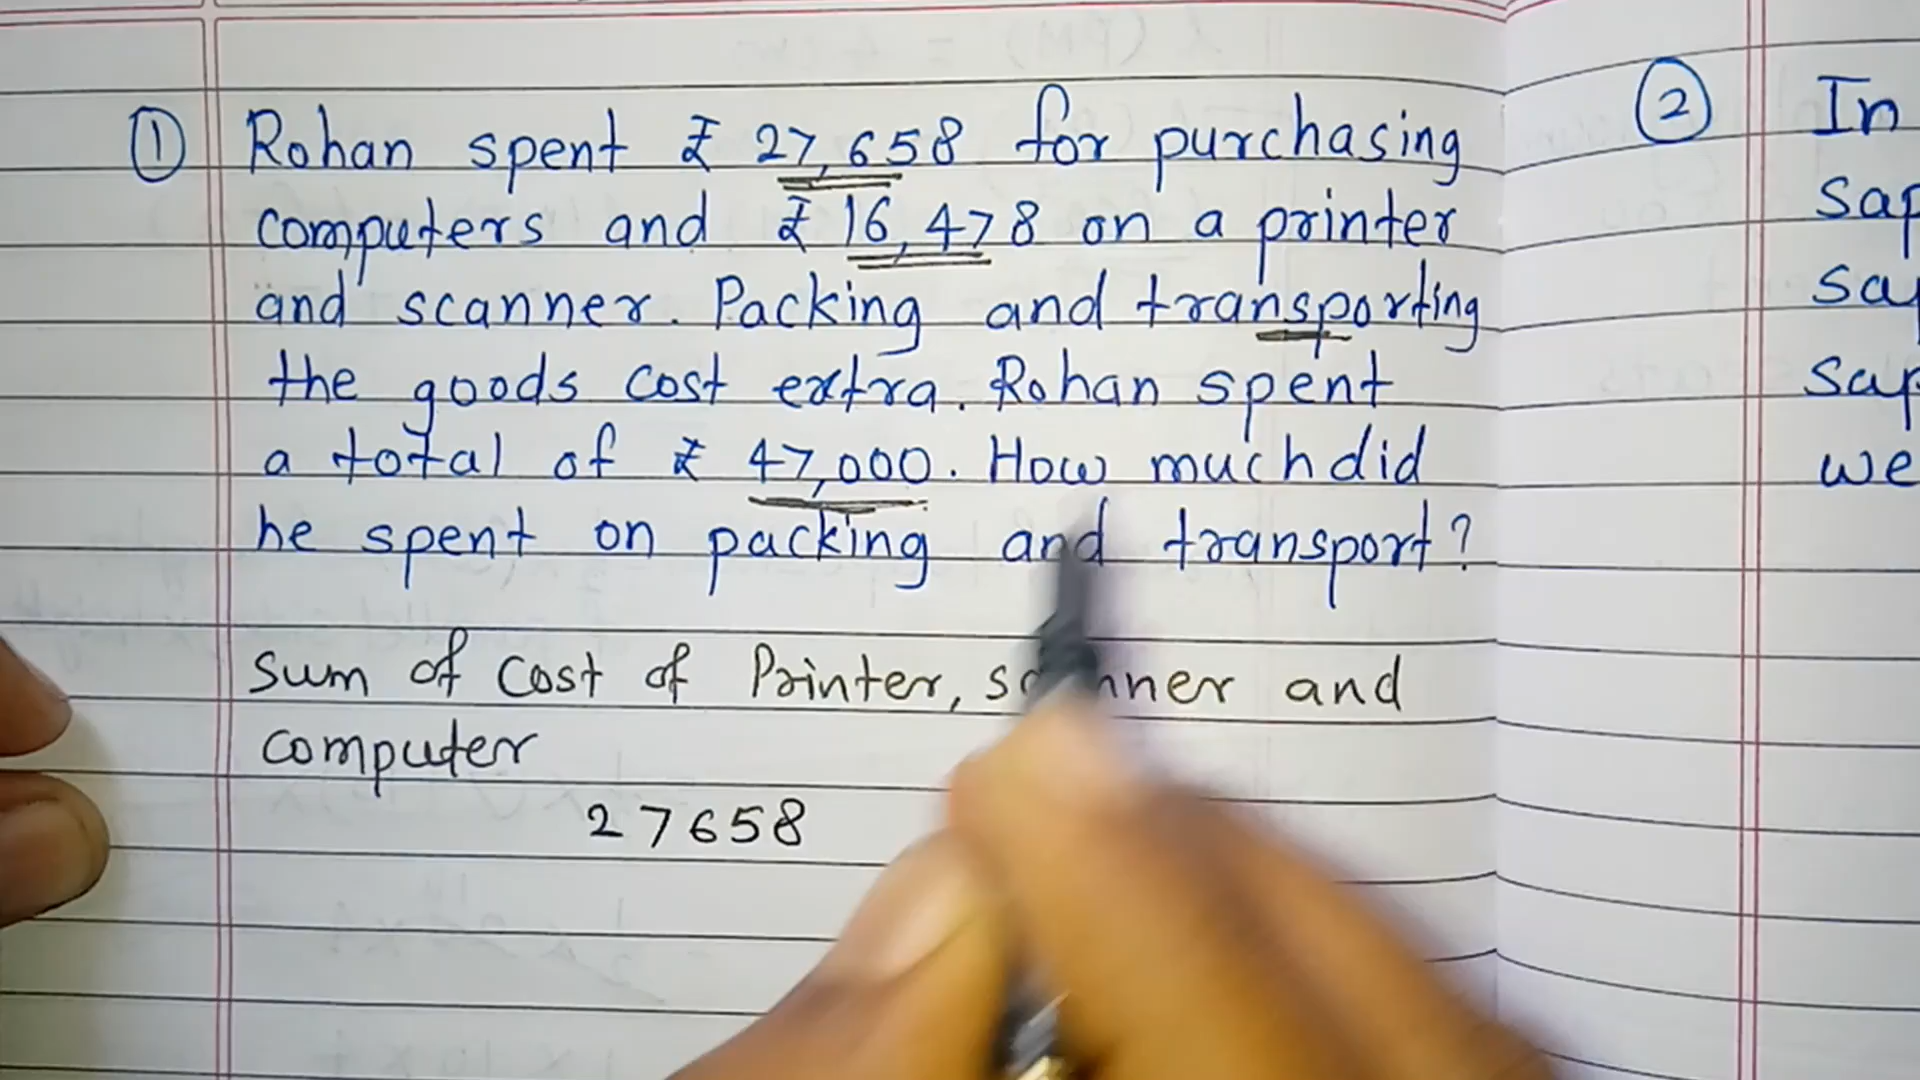 ① Rohan spent ₹ 27,658 for purchasing
computers and ₹ 16,478 on a printer
and scanner. Packing and transporting
the goods cost extra. Rohan spent
a total of ₹ 47,000. How much did
he spent on packing and transport?
Sum of cost of Printer, and
computer
27658
② In
we